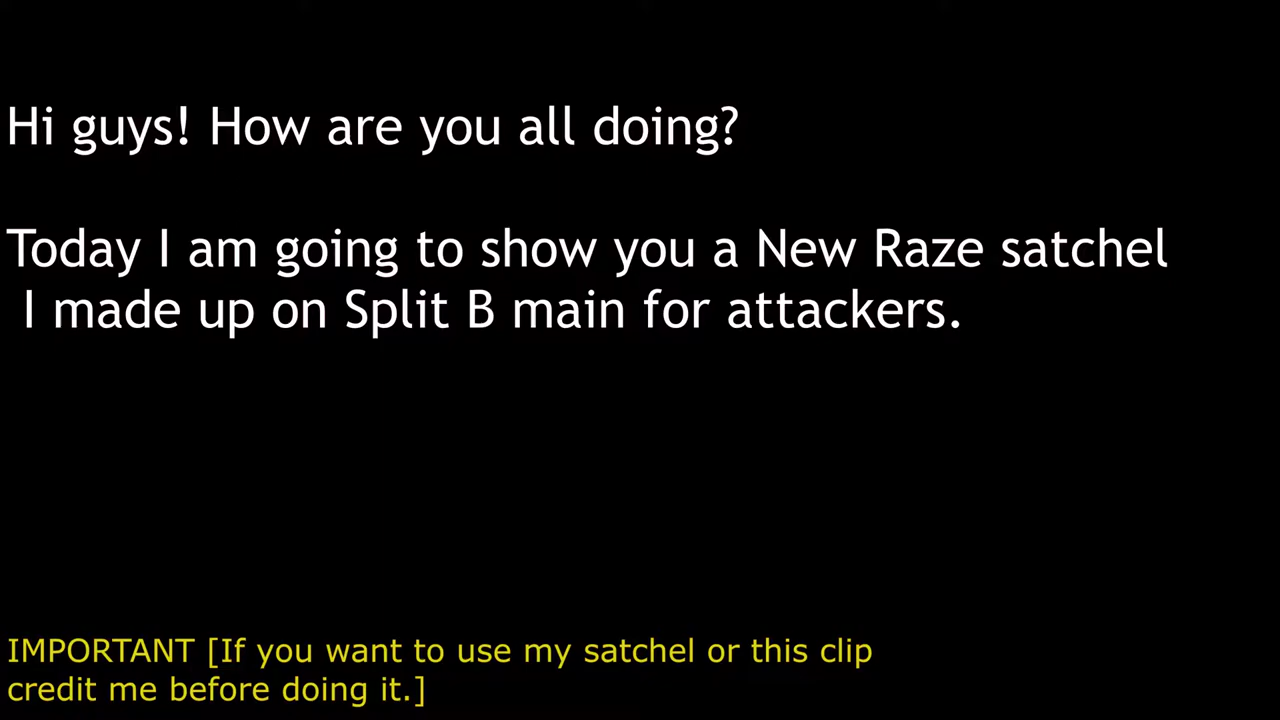 Hi guys! How are you all doing?
Today I am going to show you a New Raze satchel
I made up on Split B main for attackers.
IMPORTANT [If you want to use my satchel or this clip
credit me before doing it.]